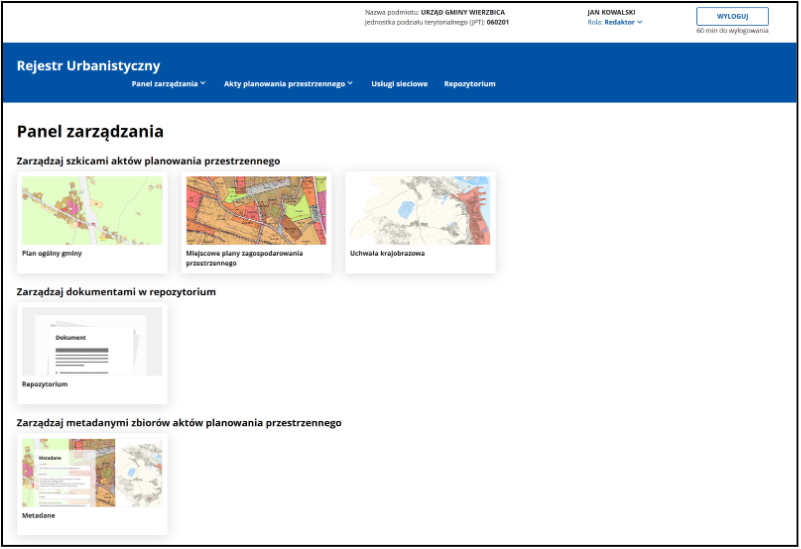 Nazwa podmiotu: URZĄD GMINY WIERZBICA
Jednostka podziału terytorialnego (JPT): 060201
JAN KOWALSKI
Rola: Redaktor
WYLOGUJ
60 min do wylogowania
Rejestr Urbanistyczny
Panel zarządzania
Akty planowania przestrzennego
Usługi sieciowe
Repozytorium
Panel zarządzania
Zarządzaj szkicami aktów planowania przestrzennego
Plan ogólny gminy
Miejscowe plany zagospodarowania
przestrzennego
Uchwała krajobrazowa
Zarządzaj dokumentami w repozytorium
Dokument
Repozytorium
Zarządzaj metadanymi zbiorów aktów planowania przestrzennego
Metadane
Metadane